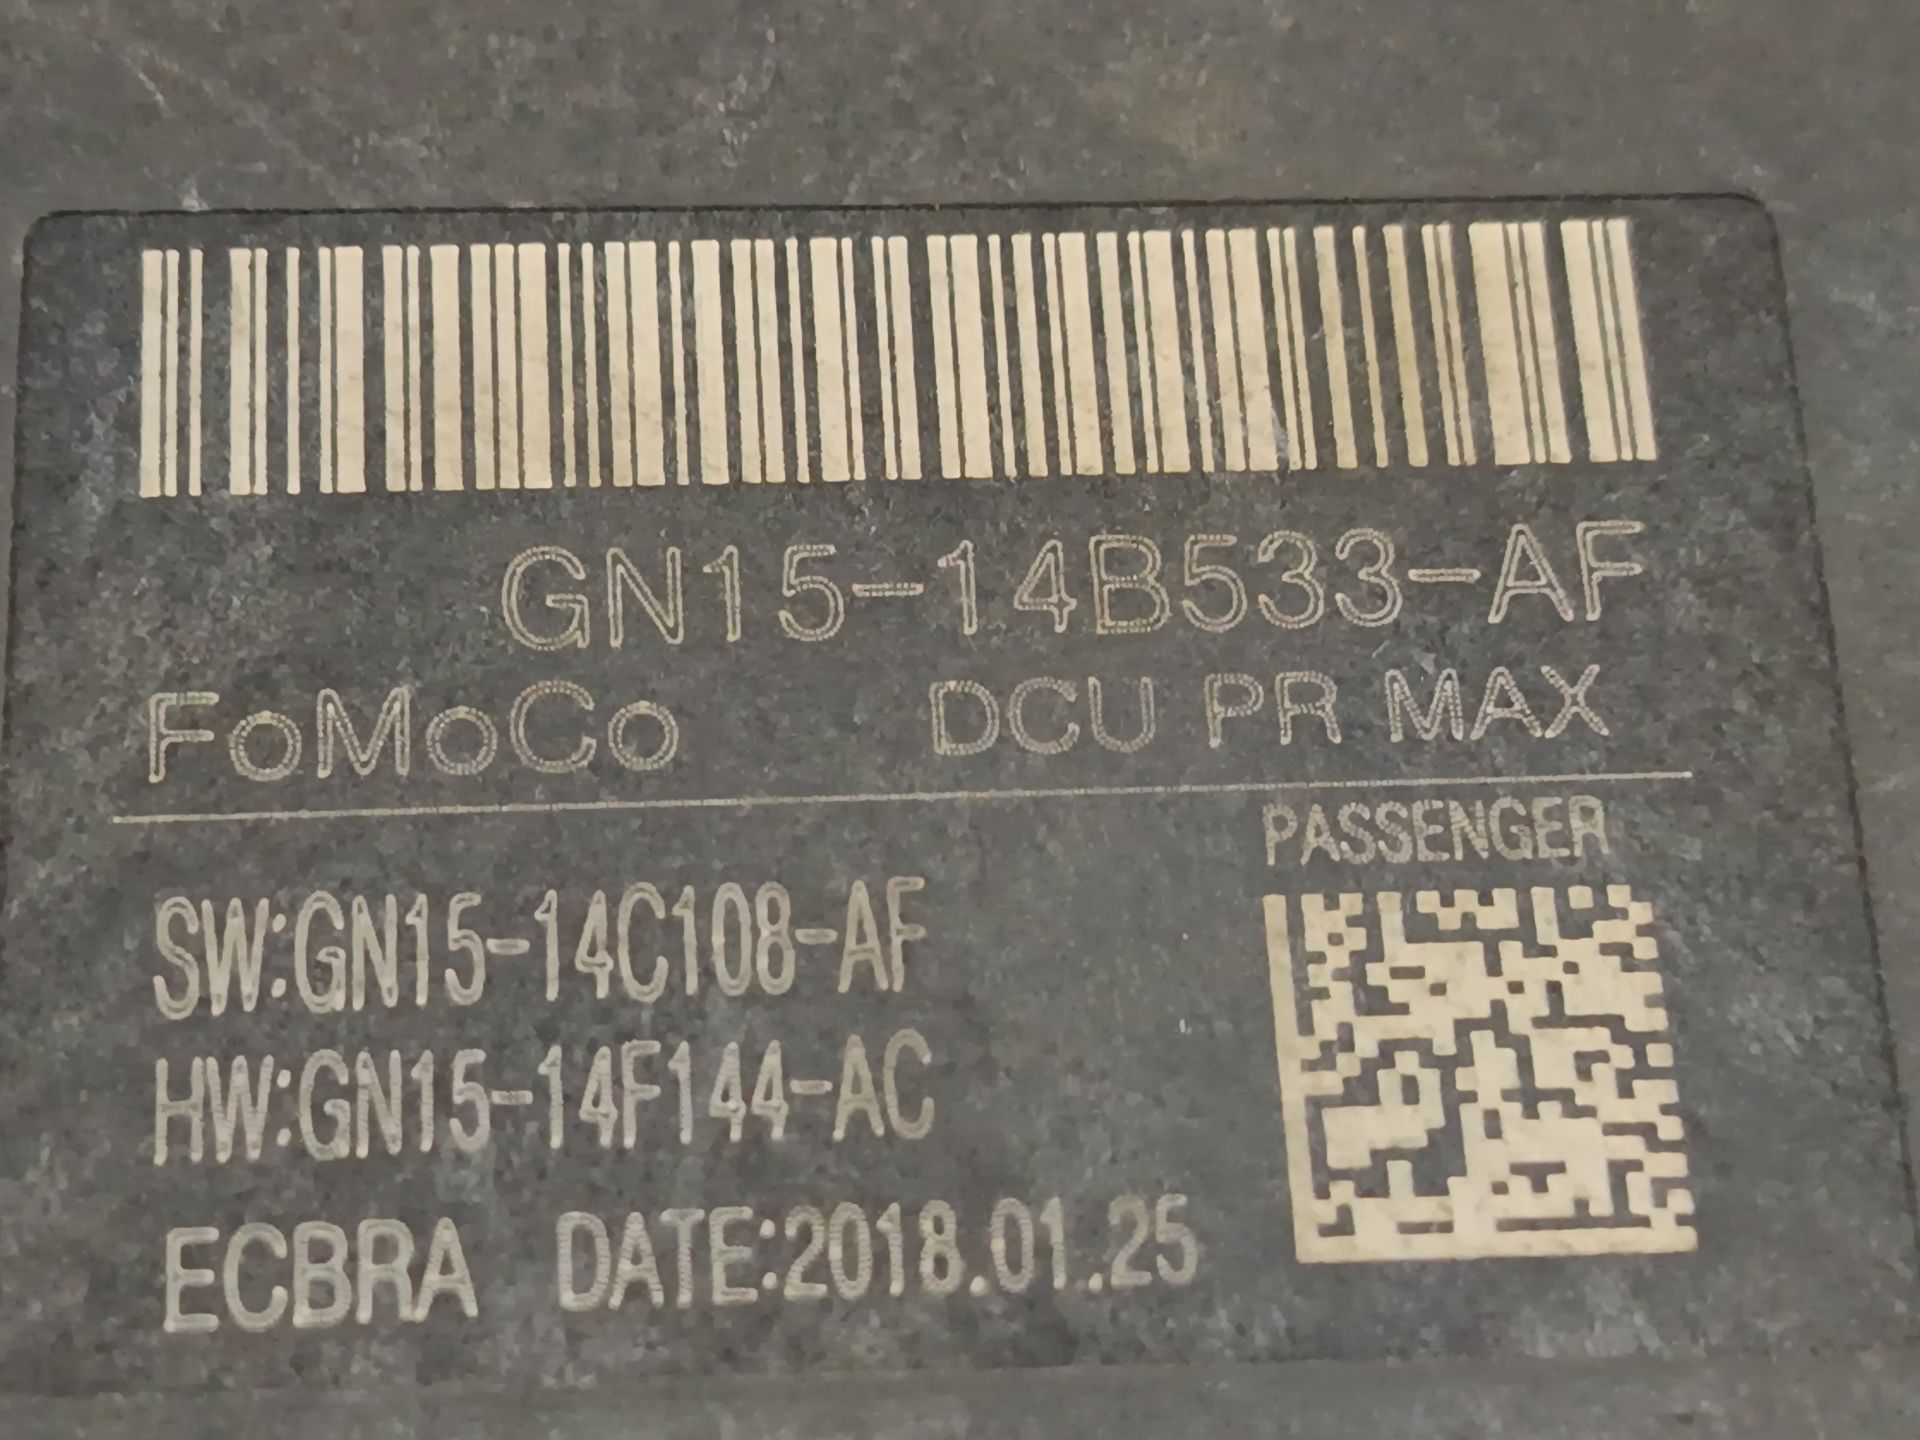 GN15-14B533-AF
FoMoCo DCU PR MAX
PASSENGER
SW:GN15-14C108-AF
HW:GN15-14F144-AC
ECBRA DATE:2018.01.25